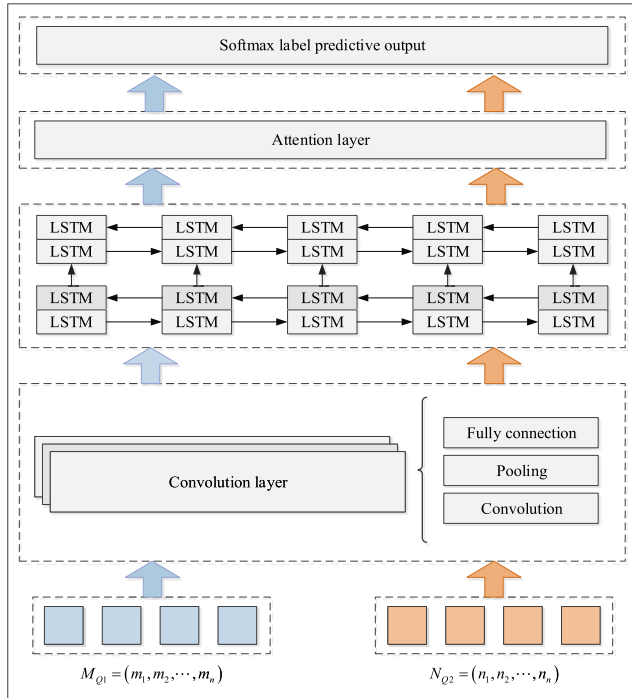 Softmax label predictive output
Attention layer
LSTM LSTM LSTM LSTM LSTM
LSTM LSTM LSTM LSTM LSTM
LSTM LSTM LSTM LSTM LSTM
LSTM LSTM LSTM LSTM LSTM
Convolution layer
Fully connection
Pooling
Convolution
M_{Q1} = (m_1, m_2, ⋯, m_n) N_{Q2} = (n_1, n_2, ⋯, n_n)